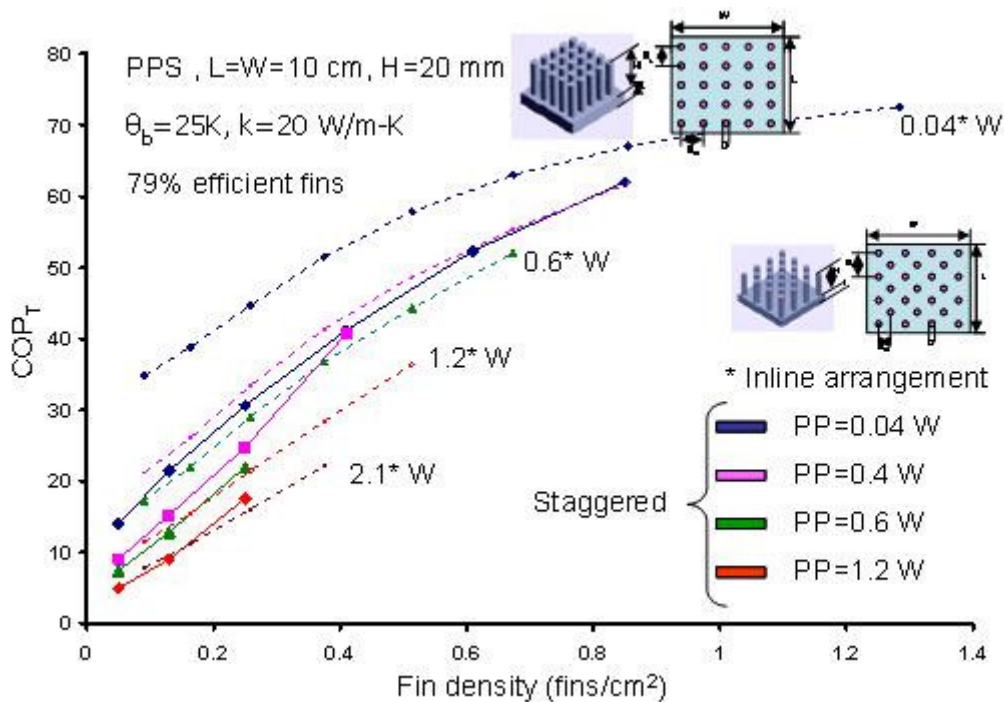 PPS , L=W=10 cm, H=20 mm
θb=25K, k=20 W/m-K
79% efficient fins
0.04* W
0.6* W
1.2* W
2.1* W
* Inline arrangement
Staggered
PP=0.04 W
PP=0.4 W
PP=0.6 W
PP=1.2 W
COPT
80
70
60
50
40
30
20
10
0
0 0.2 0.4 0.6 0.8 1 1.2 1.4
Fin density (fins/cm²)